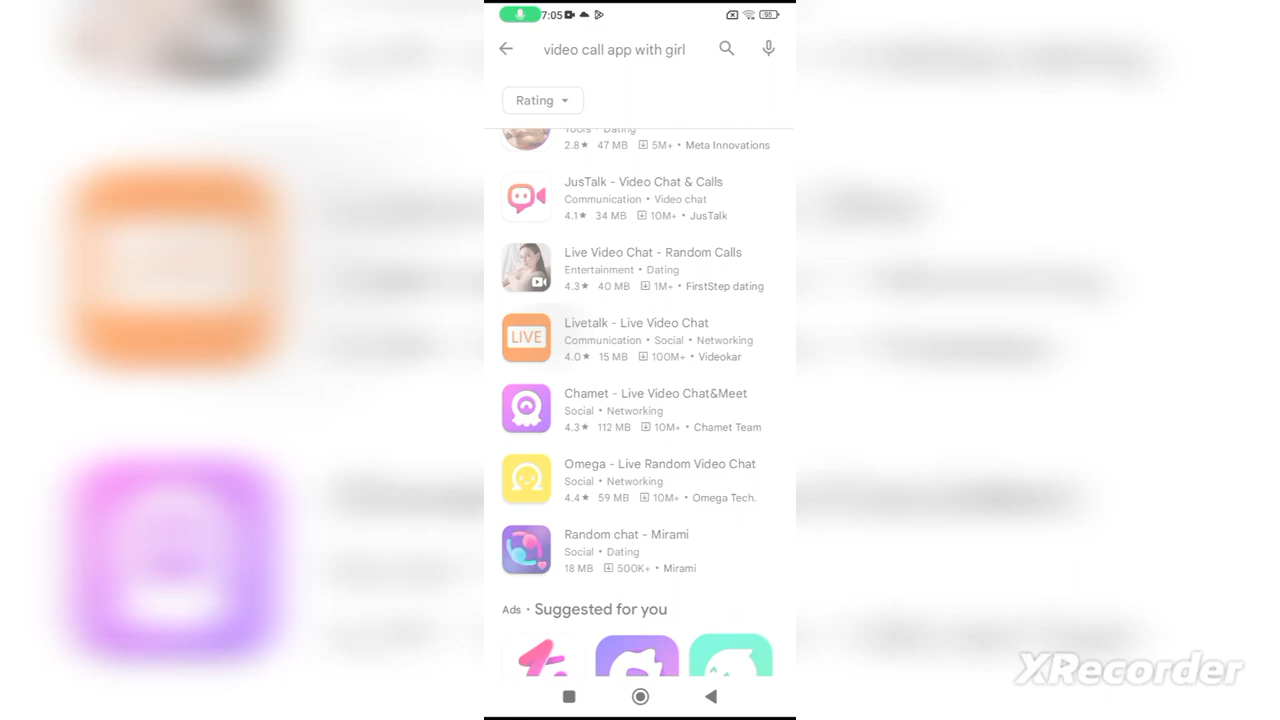 7:05
55
video call app with girl
Rating
Tools • Dating
2.8★ 47 MB 5M+ • Meta Innovations
JusTalk - Video Chat & Calls
Communication • Video chat
4.1★ 34 MB 10M+ • JusTalk
Live Video Chat - Random Calls
Entertainment • Dating
4.3★ 40 MB 1M+ • FirstStep dating
LIVE
Livetalk - Live Video Chat
Communication • Social • Networking
4.0★ 15 MB 100M+ • Videokar
Chamet - Live Video Chat&Meet
Social • Networking
4.3★ 112 MB 10M+ • Chamet Team
Omega - Live Random Video Chat
Social • Networking
4.4★ 59 MB 10M+ • Omega Tech.
Random chat - Mirami
Social • Dating
18 MB 500K+ • Mirami
Ads • Suggested for you
XRecorder